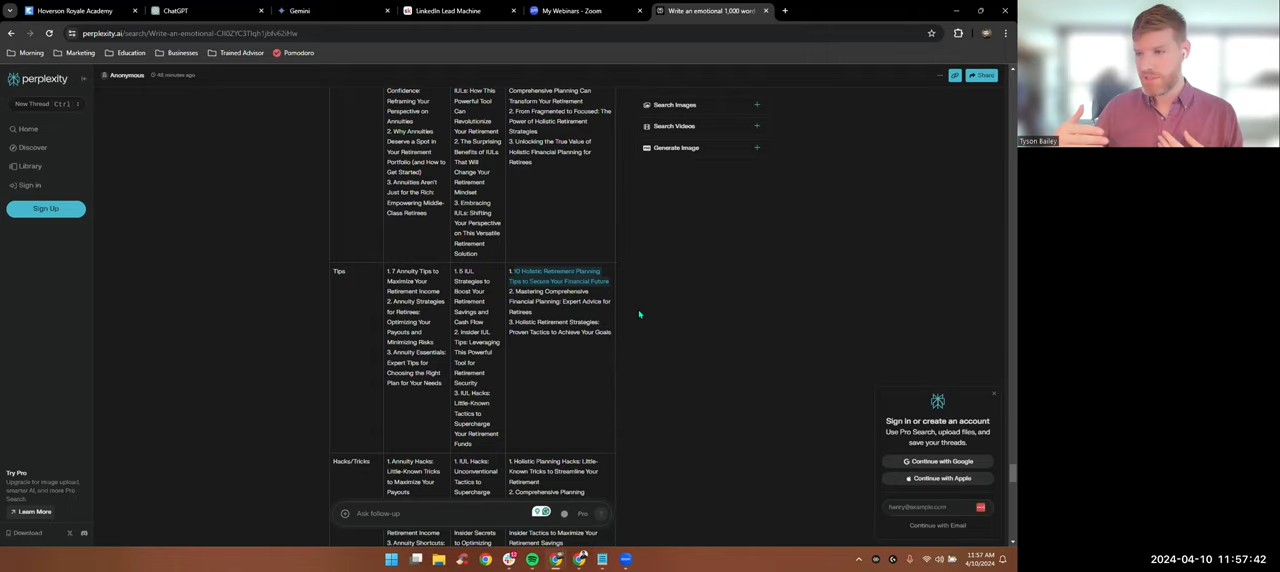 Hoverson Royale Academy
ChatGPT
Gemini
LinkedIn Lead Machine
My Webinars - Zoom
Write an emotional 1,000 word
perplexity.ai/search/Write-an-emotional-CJl0ZYC3TIqh1jbfv62iHw
Morning
Marketing
Education
Businesses
Trained Advisor
Pomodoro
perplexity
New Thread
Ctrl
I
Home
Discover
Library
Sign in
Sign Up
Try Pro
Upgrade for image upload,
smarter AI, and more Pro
Search.
Learn More
Download
Anonymous
48 minutes ago
Share
Confidence:
Reframing Your
Perspective on
Annuities
2. Why Annuities
Deserve a Spot in
Your Retirement
Portfolio (and How to
Get Started)
3. Annuities Aren't
Just for the Rich:
Empowering Middle-
Class Retirees
IULs: How This
Powerful Tool
Can
Revolutionize
Your Retirement
2. The Surprising
Benefits of IULs
That Will
Change Your
Retirement
Mindset
3. Embracing
IULs: Shifting
Your Perspective
on This Versatile
Retirement
Solution
Comprehensive Planning Can
Transform Your Retirement
2. From Fragmented to Focused: The
Power of Holistic Retirement
Strategies
3. Unlocking the True Value of
Holistic Financial Planning for
Retirees
Tips
1. 7 Annuity Tips to
Maximize Your
Retirement Income
2. Annuity Strategies
for Retirees:
Optimizing Your
Payouts and
Minimizing Risks
3. Annuity Essentials:
Expert Tips for
Choosing the Right
Plan for Your Needs
1. 5 IUL
Strategies to
Boost Your
Retirement
Savings and
Cash Flow
2. Insider IUL
Tips: Leveraging
This Powerful
Tool for
Retirement
Security
3. IUL Hacks:
Little-Known
Tactics to
Supercharge
Your Retirement
Funds
1. 10 Holistic Retirement Planning
Tips to Secure Your Financial Future
2. Mastering Comprehensive
Financial Planning: Expert Advice for
Retirees
3. Holistic Retirement Strategies:
Proven Tactics to Achieve Your Goals
Hacks/Tricks
1. Annuity Hacks:
Little-Known Tricks
to Maximize Your
Payouts
1. IUL Hacks:
Unconventional
Tactics to
Supercharge
1. Holistic Planning Hacks: Little-
Known Tricks to Streamline Your
Retirement
2. Comprehensive Planning
Ask follow-up
Pro
Retirement Income
3. Annuity Shortcuts:
Insider Secrets
to Optimizing
Insider Tactics to Maximize Your
Retirement Savings
Search Images
Search Videos
Generate Image
Sign in or create an account
Use Pro Search, upload files, and
save your threads.
Continue with Google
Continue with Apple
henry@example.com
Continue with Email
Tyson Bailey
11:57 AM
4/10/2024
2024-04-10 11:57:42